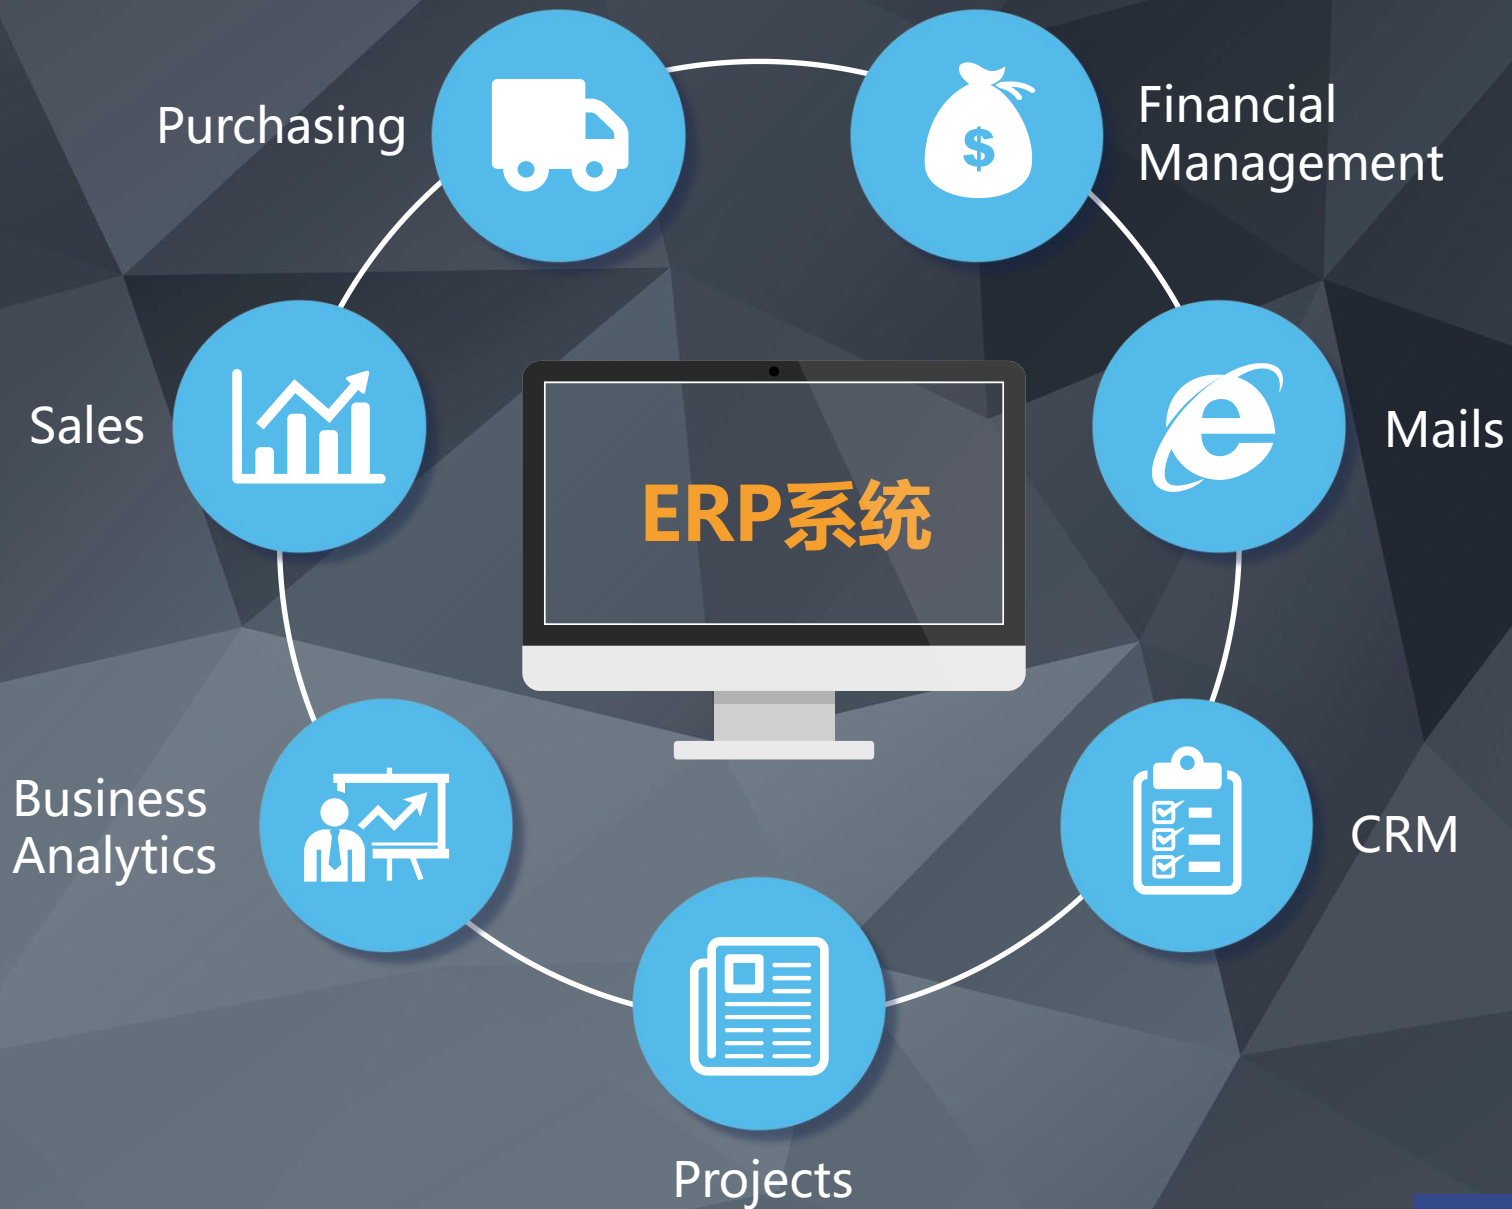 Purchasing
Financial
Management
Sales
Mails
ERP系统
Business
Analytics
CRM
Projects